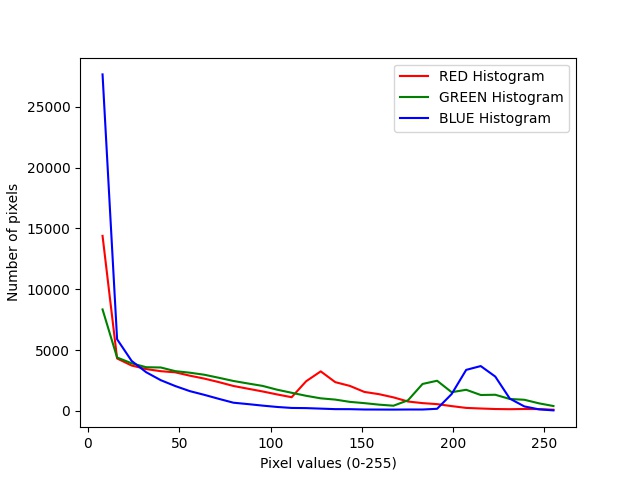 RED Histogram
GREEN Histogram
BLUE Histogram
25000
20000
15000
10000
5000
0
Number of pixels
0 50 100 150 200 250
Pixel values (0-255)